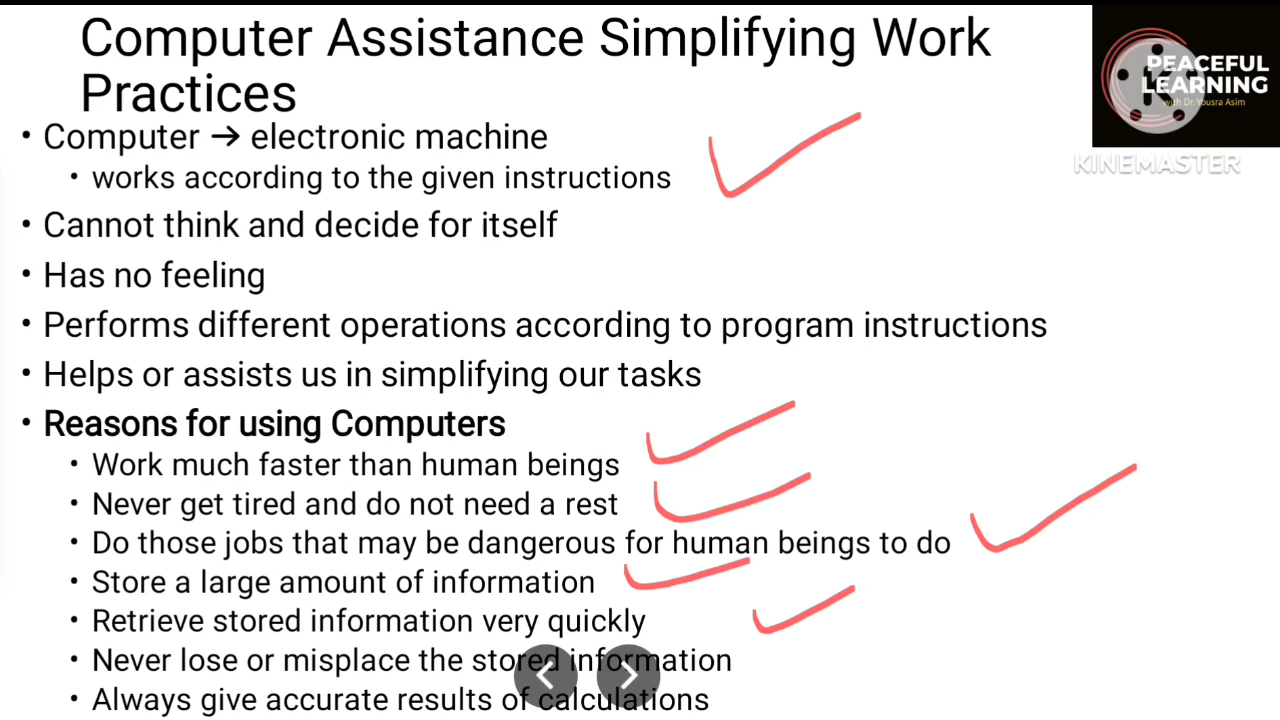 Computer Assistance Simplifying Work
Practices
PEACEFUL
LEARNING
with Dr. Yousra Asim
KINEMASTER
• Computer → electronic machine
• works according to the given instructions
• Cannot think and decide for itself
• Has no feeling
• Performs different operations according to program instructions
• Helps or assists us in simplifying our tasks
• Reasons for using Computers
• Work much faster than human beings
• Never get tired and do not need a rest
• Do those jobs that may be dangerous for human beings to do
• Store a large amount of information
• Retrieve stored information very quickly
• Never lose or misplace the stored information
• Always give accurate results of calculations